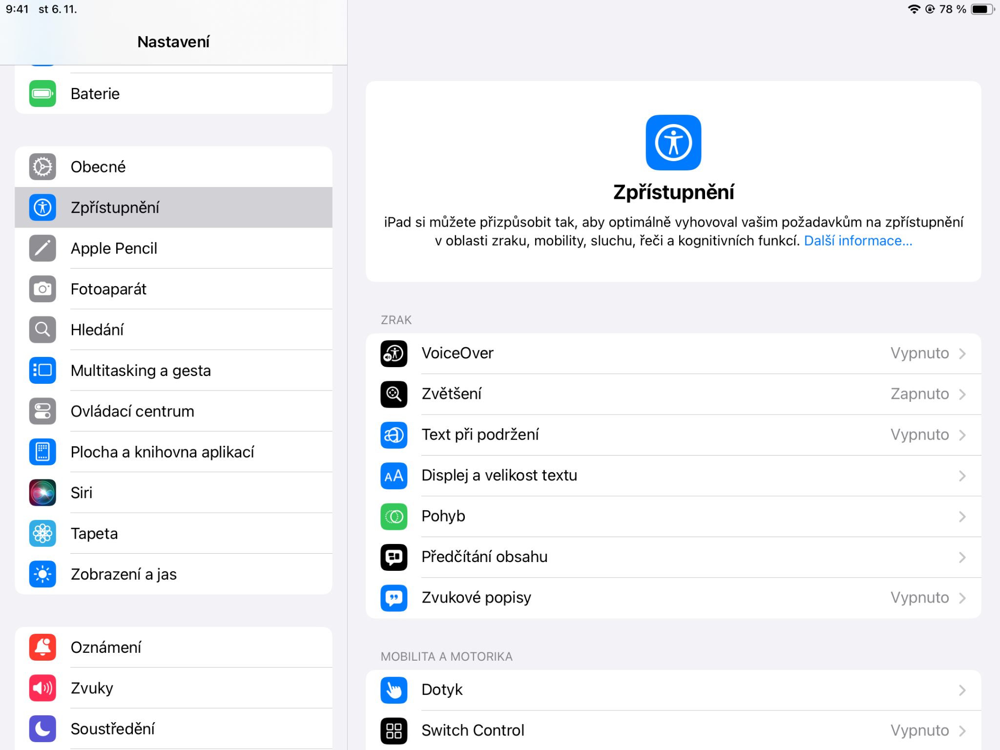 9:41 st 6. 11.
78 %
Nastavení
Baterie
Obecné
Zpřístupnění
Apple Pencil
Fotoaparát
Hledání
Multitasking a gesta
Ovládací centrum
Plocha a knihovna aplikací
Siri
Tapeta
Zobrazení a jas
Oznámení
Zvuky
Soustředění
Zpřístupnění
iPad si můžete přizpůsobit tak, aby optimálně vyhovoval vašim požadavkům na zpřístupnění
v oblasti zraku, mobility, sluchu, řeči a kognitivních funkcí. Další informace...
ZRAK
VoiceOver Vypnuto
Zvětšení Zapnuto
Text při podržení Vypnuto
Displej a velikost textu
Pohyb
Předčítání obsahu
Zvukové popisy Vypnuto
MOBILITA A MOTORIKA
Dotyk
Switch Control Vypnuto